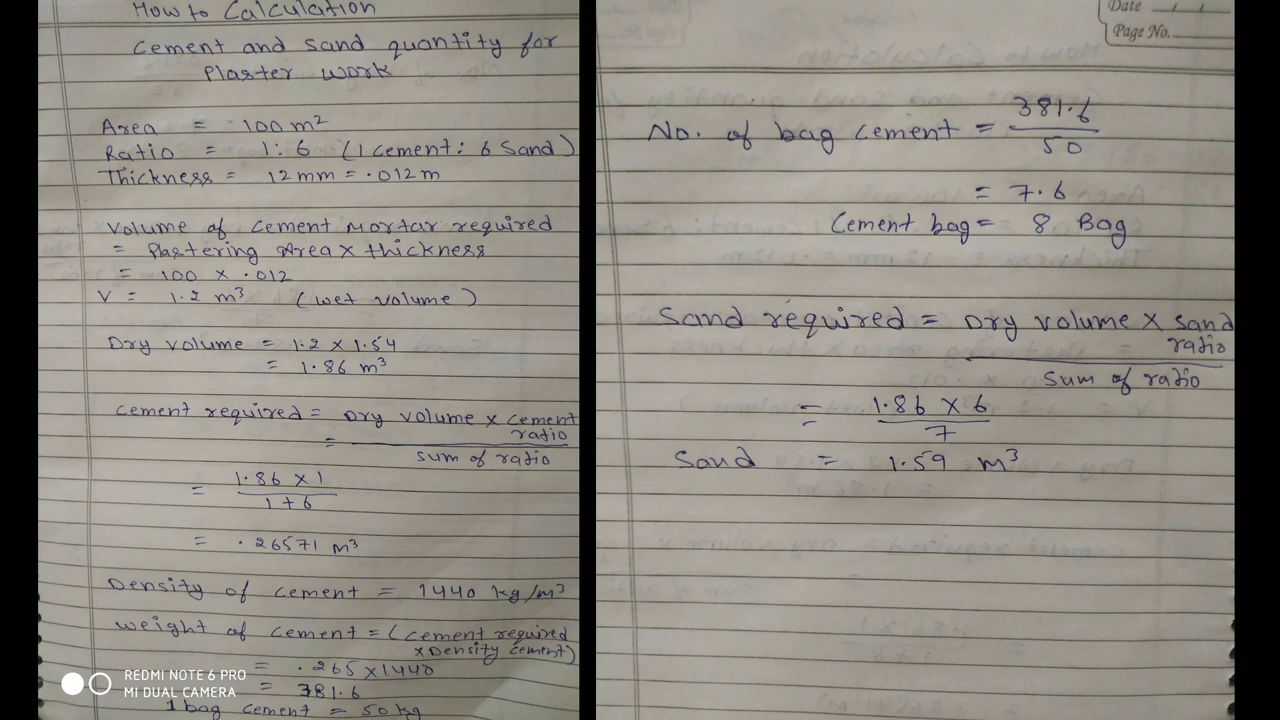 How to Calculation
Cement and sand quantity for
Plaster work
Area = 100 m²
Ratio = 1:6 (1 cement: 6 Sand)
Thickness = 12 mm = .012 m
Volume of cement mortar required
= Plastering Area × thickness
= 100 × .012
V = 1.2 m³ (wet volume)
Dry volume = 1.2 × 1.54
= 1.86 m³
Cement required = Dry volume × cement
ratio
=
sum of ratio
= 1.86 × 1
1 + 6
= .26571 m³
Density of cement = 1440 kg/m³
Weight of cement = (cement required
× Density cement)
= .265 × 1440
= 381.6
1 bag cement = 50 kg
REDMI NOTE 6 PRO
MI DUAL CAMERA
Date / /
Page No.
No. of bag cement = 381.6
50
= 7.6
Cement bag = 8 Bag
Sand required = Dry volume × sand
ratio
sum of ratio
= 1.86 × 6
7
Sand = 1.59 m³